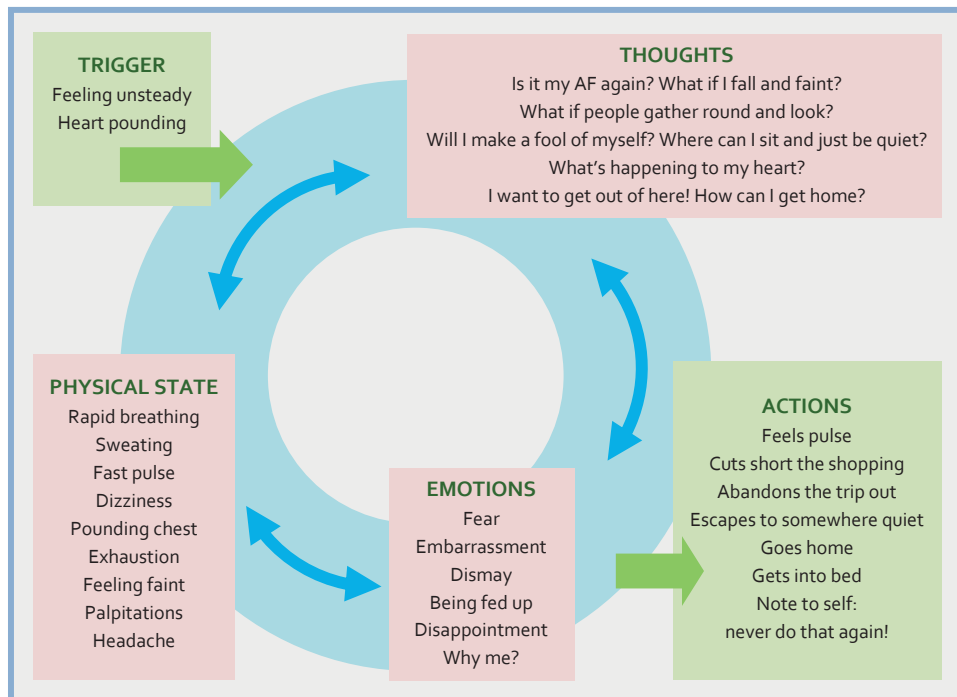 TRIGGER
Feeling unsteady
Heart pounding
THOUGHTS
Is it my AF again? What if I fall and faint?
What if people gather round and look?
Will I make a fool of myself? Where can I sit and just be quiet?
What’s happening to my heart?
I want to get out of here! How can I get home?
PHYSICAL STATE
Rapid breathing
Sweating
Fast pulse
Dizziness
Pounding chest
Exhaustion
Feeling faint
Palpitations
Headache
EMOTIONS
Fear
Embarrassment
Dismay
Being fed up
Disappointment
Why me?
ACTIONS
Feels pulse
Cuts short the shopping
Abandons the trip out
Escapes to somewhere quiet
Goes home
Gets into bed
Note to self:
never do that again!